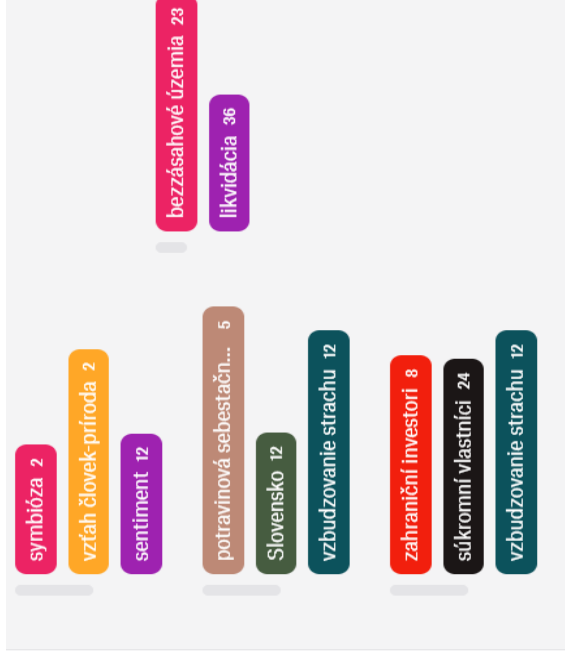 symbióza 2
vzťah človek-príroda 2
sentiment 12
bezzásahové územia 23
likvidácia 36
potravinová sebestačn... 5
Slovensko 12
vzbudzovanie strachu 12
zahraniční investori 8
súkromní vlastníci 24
vzbudzovanie strachu 12